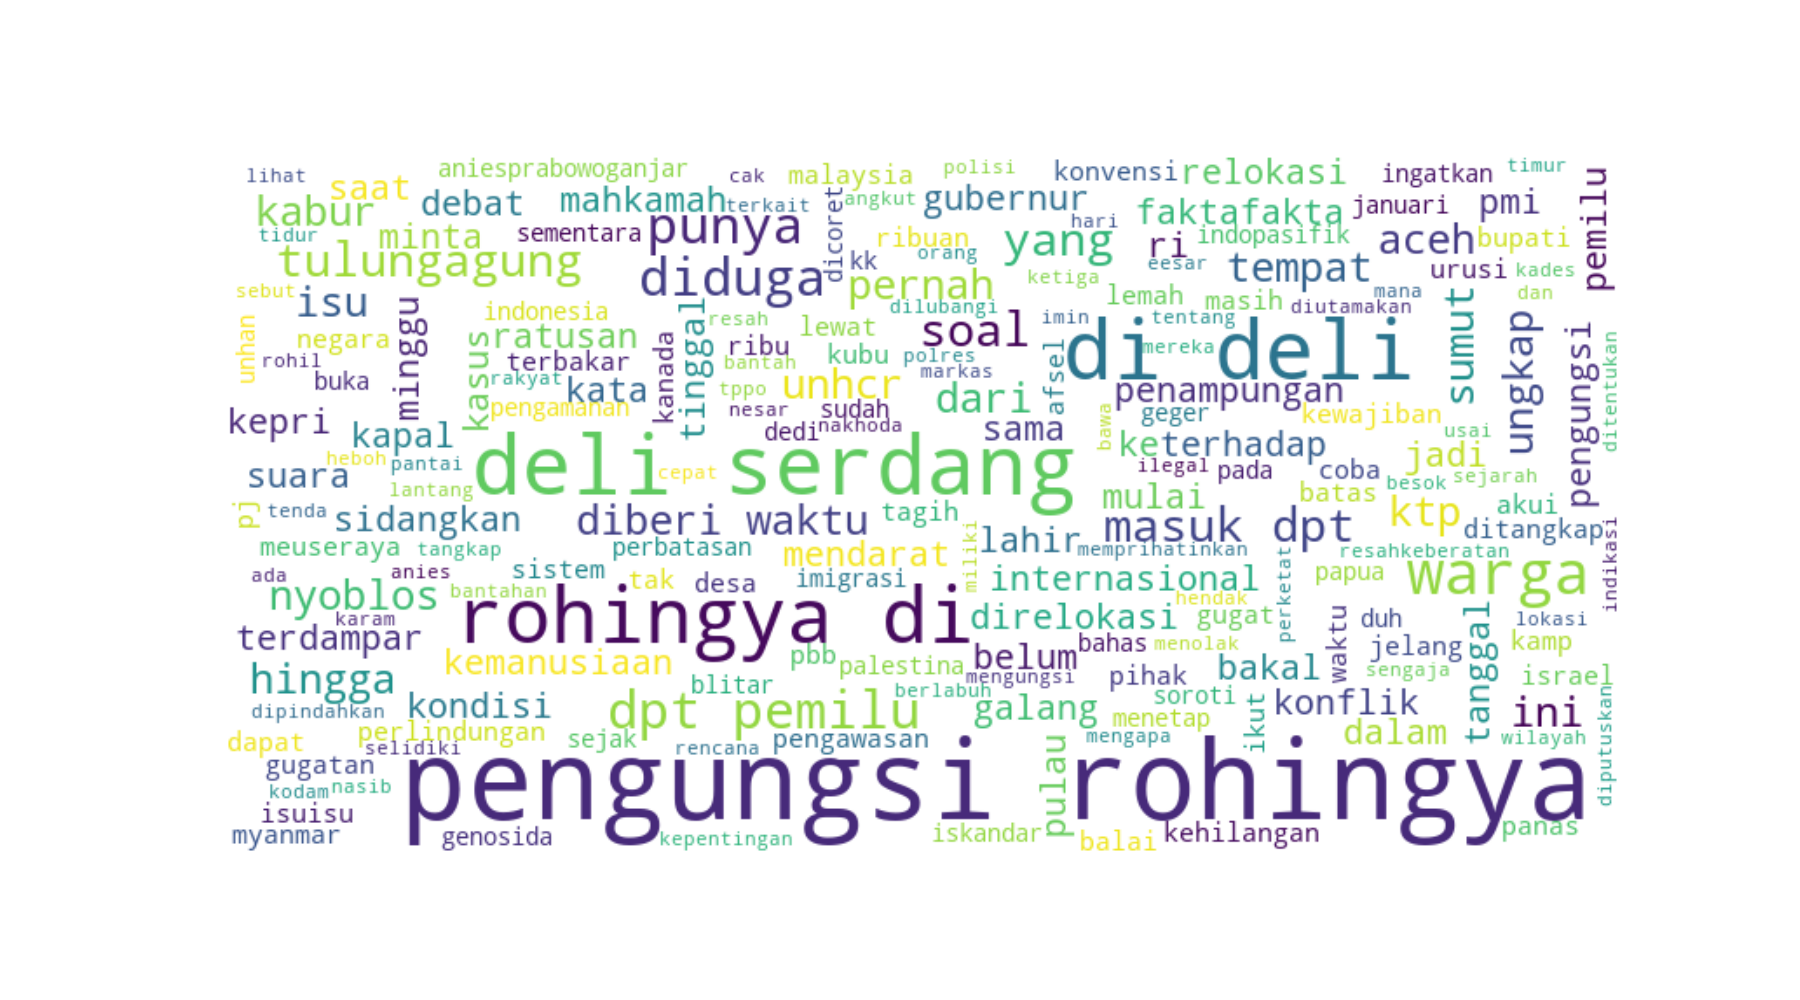 lihat
saat
aniesprabowoganjar
cak
malaysia
polisi
konvensi
relokasi
ingatkan
timur
kabur
debat
mahkamah
terkait
dicoret
angkut
gubernur
hari
faktafakta
januari
pmi
pemilu
tidur
minta
sementara
punya
ribuan
orang
yang
ri
indopasifik
aceh
bupati
tulungagung
diduga
kk
pernah
ketiga
eesar
tempat
urusi
kades
sebut
isu
minggu
indonesia
tinggal
resah
dilubangi
lemah
masih
mana
diutamakan
dan
sumut
ungkap
unhan
negara
kasus
ratusan
lewat
soal
imin
tentang
di deli
mereka
pengungsi
ditentukan
rohil
buka
terbakar
kanada
ribu
bantah
kubu
polres
markas
afsel
rakyat
kata
tppo
unhcr
penampungan
kepri
pengamanan
nesar
sudah
dari
bawa
geger
kewajiban
kapal
dedi
nakhoda
sama
keterhadap
usai
suara
heboh
pantai
deli serdang
cepat
ilegal
pada
coba
jadi
besok
sejarah
lantang
mulai
batas
akui
pj
tenda
sidangkan
diberi waktu
tagih
masuk dpt
ktp
ditangkap
meuseraya
tangkap
perbatasan
mendarat
miliki
lahir
memprihatinkan
perketat
resahkeberatan
indikasi
ada
anies
sistem
tak
desa
imigrasi
internasional
papua
warga
nyoblos
bantahan
rohingya di
hendak
karam
direlokasi
gugat
waktu
duh
tanggal
lokasi
terdampar
kemanusiaan
pbb
palestina
belum
bahas
menolak
jelang
kamp
hingga
blitar
berlabuh
mengungsi
pihak
bakal
sengaja
israel
dipindahkan
kondisi
dpt pemilu
galang
soroti
menetap
ikut
konflik
ini
diputuskan
dapat
perlindungan
selidiki
sejak
rencana
pengawasan
pulau
mengapa
dalam
wilayah
gugatan
kodam
nasib
pengungsi rohingya
isuisu
myanmar
genosida
kepentingan
iskandar
balai
kehilangan
panas